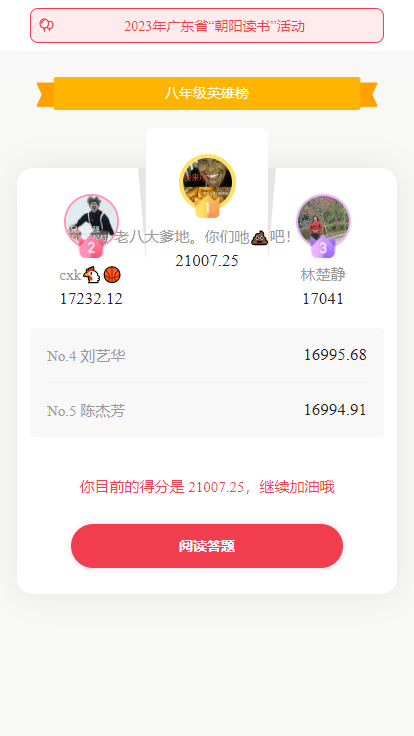 2023年广东省“朝阳读书”活动
八年级英雄榜
1
老八大爹地。你们吔💩吧!
21007.25
2
cxk🐔🏀
17232.12
3
林楚静
17041
No.4 刘艺华 16995.68
No.5 陈杰芳 16994.91
你目前的得分是 21007.25，继续加油哦
阅读答题